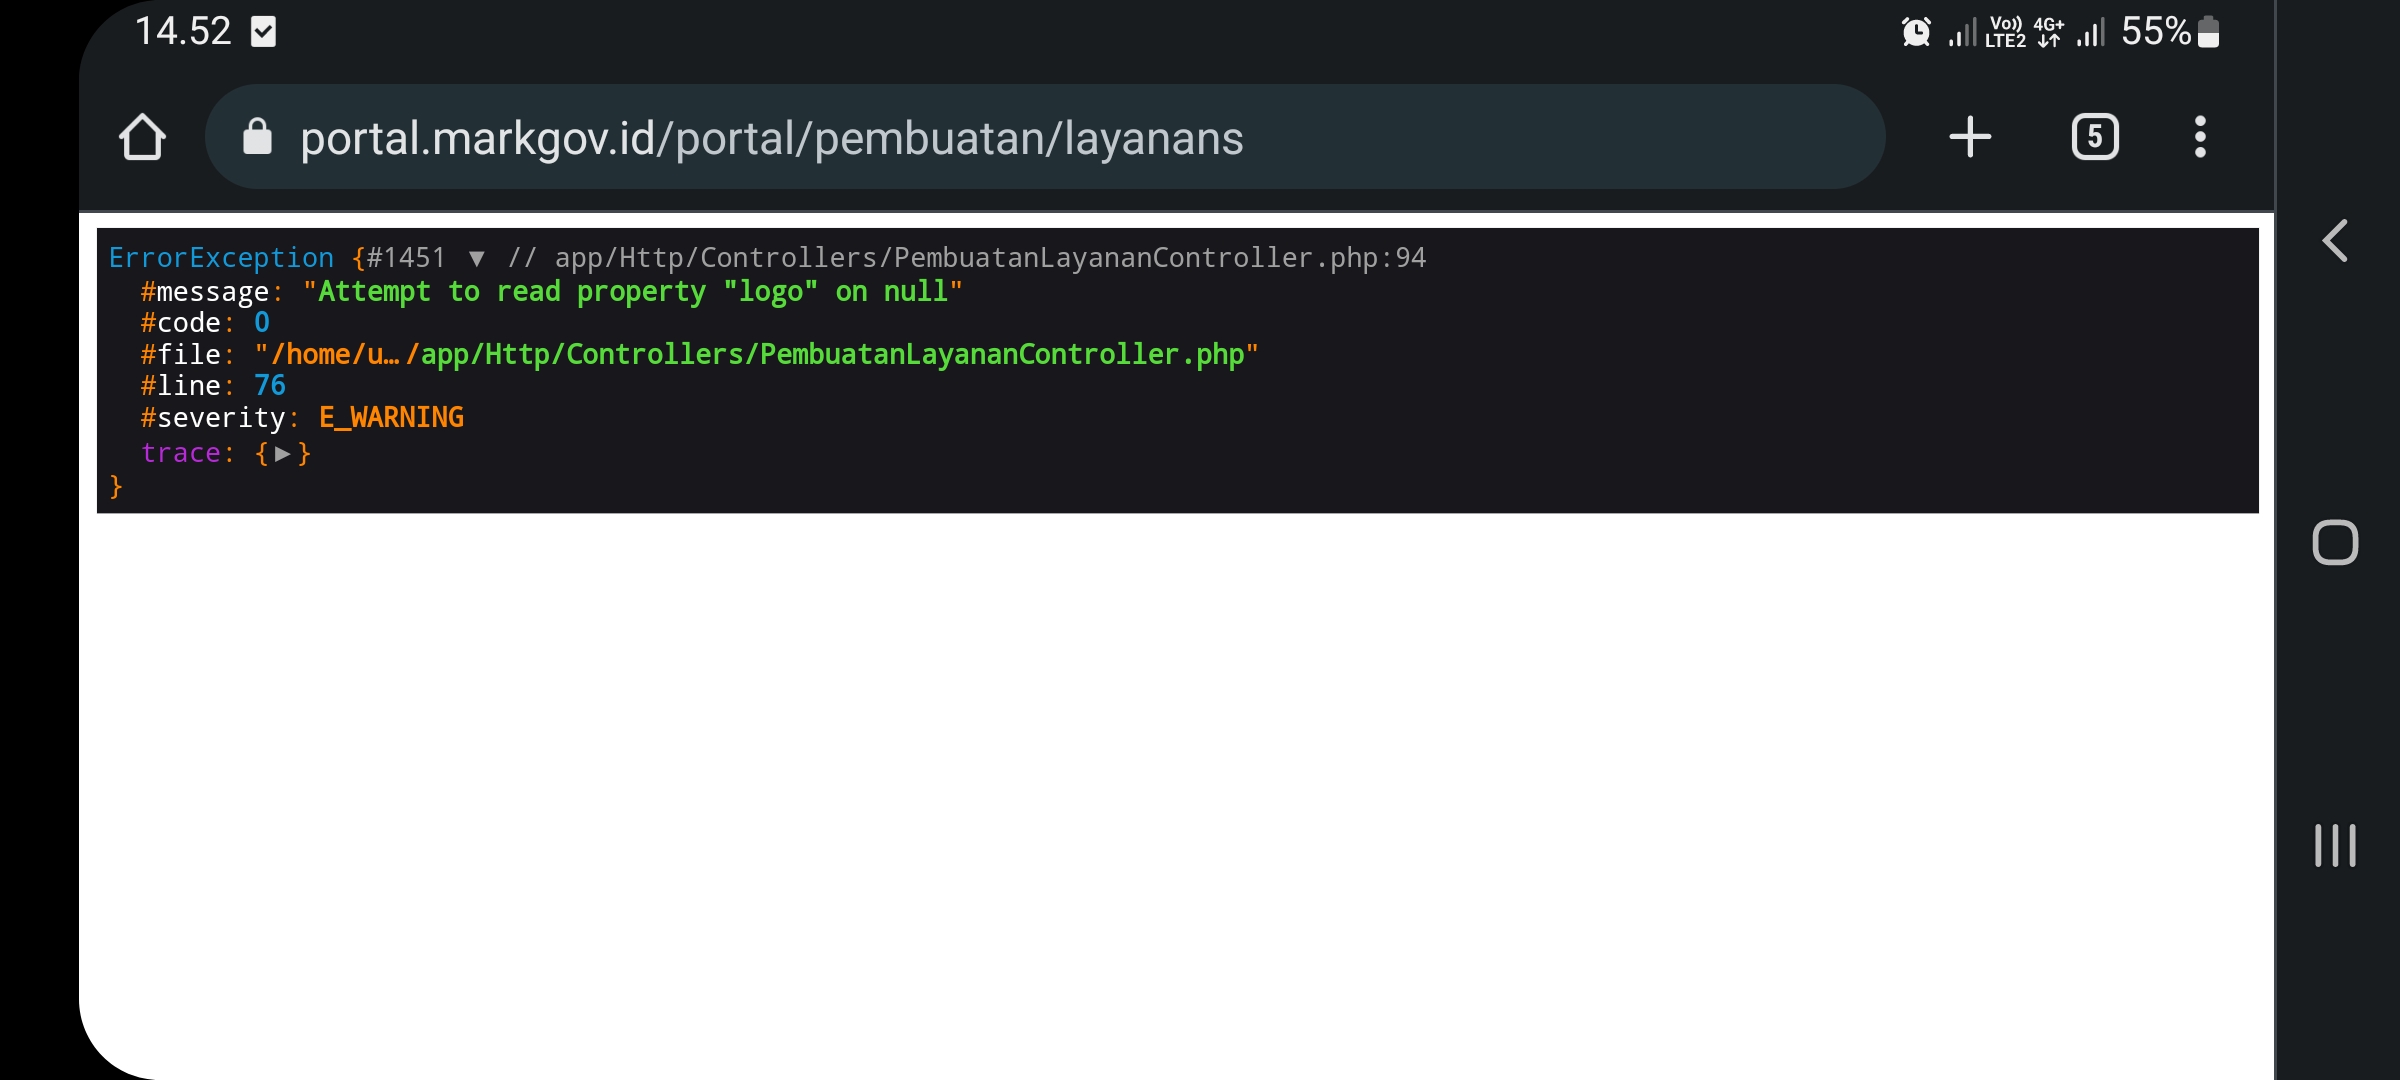 14.52
Vo)) LTE2 4G+ 55%
portal.markgov.id/portal/pembuatan/layanans
5
ErrorException {#1451 ▼ // app/Http/Controllers/PembuatanLayananController.php:94
#message: "Attempt to read property "logo" on null"
#code: 0
#file: "/home/u…/app/Http/Controllers/PembuatanLayananController.php"
#line: 76
#severity: E_WARNING
trace: {▶}
}